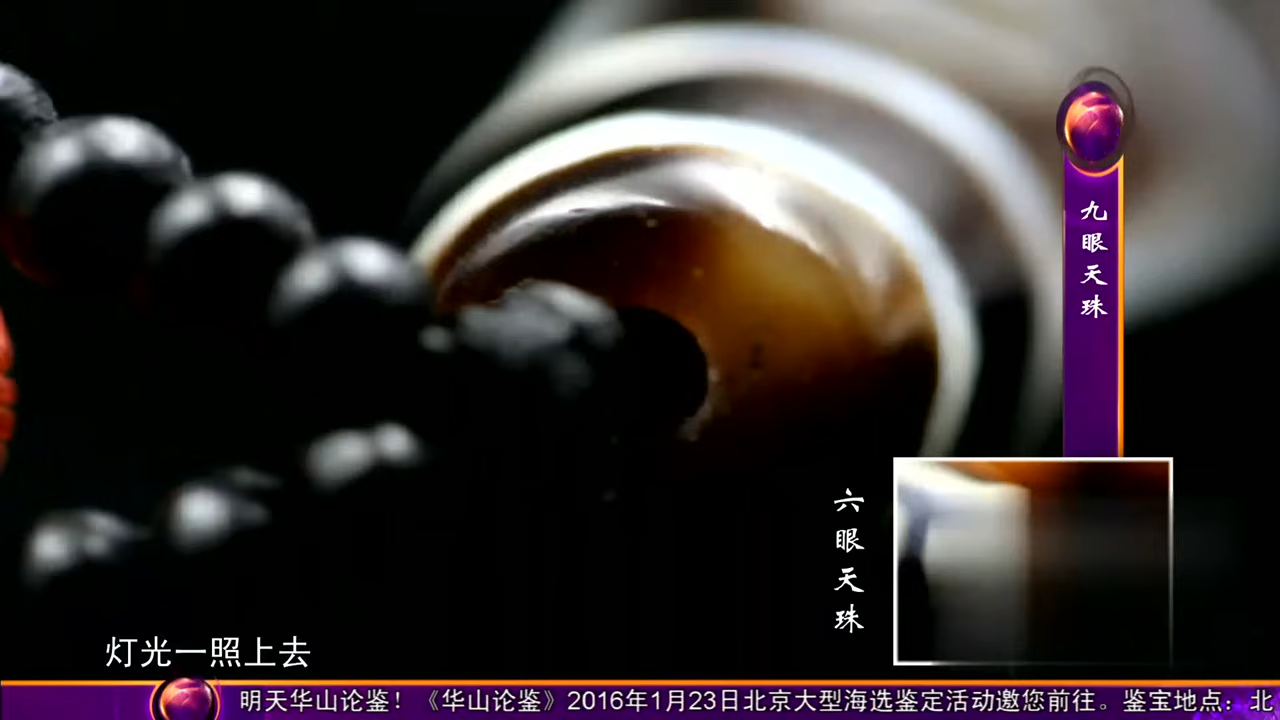 九眼天珠
六眼天珠
灯光一照上去
明天华山论鉴！《华山论鉴》2016年1月23日北京大型海选鉴定活动邀您前往。鉴宝地点：北